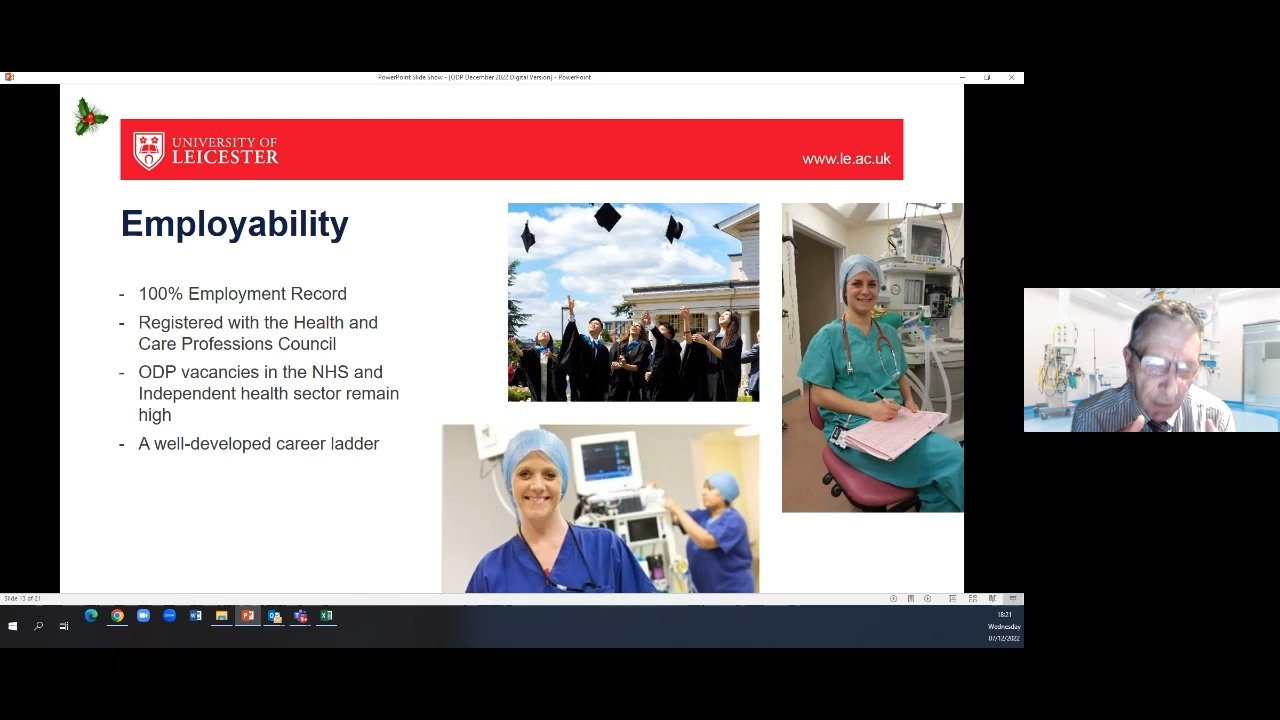 PowerPoint Slide Show - [ODP December 2022 Digital Version] - PowerPoint
UNIVERSITY OF
LEICESTER
www.le.ac.uk
Employability
- 100% Employment Record
- Registered with the Health and
Care Professions Council
- ODP vacancies in the NHS and
Independent health sector remain
high
- A well-developed career ladder
Slide 13 of 21
18:21
Wednesday
07/12/2022